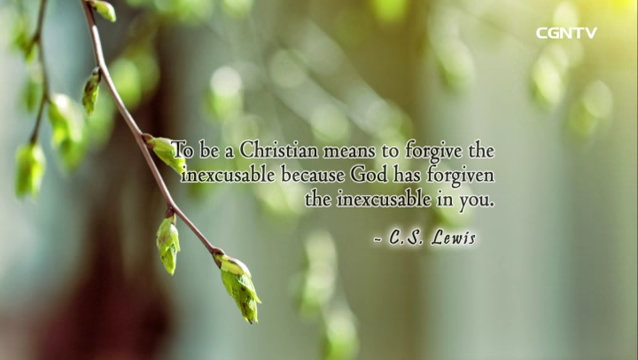 CGNTV
To be a Christian means to forgive the
inexcusable because God has forgiven
the inexcusable in you.
~ C.S. Lewis